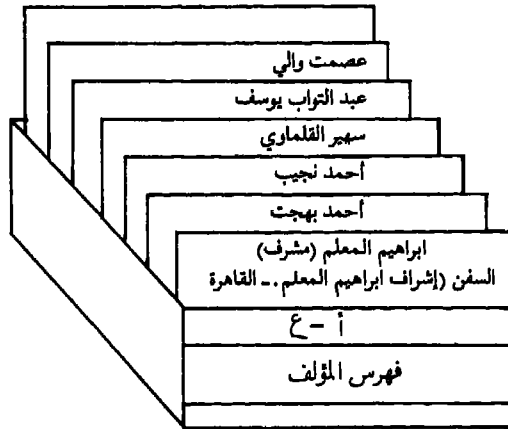 عصمت والي
عبد التواب يوسف
سهير القلماوي
أحمد نجيب
أحمد بهجت
ابراهيم المعلم (مشرف)
السفن (إشراف ابراهيم المعلم .ــ القاهرة
أ - ع
فهرس المؤلف